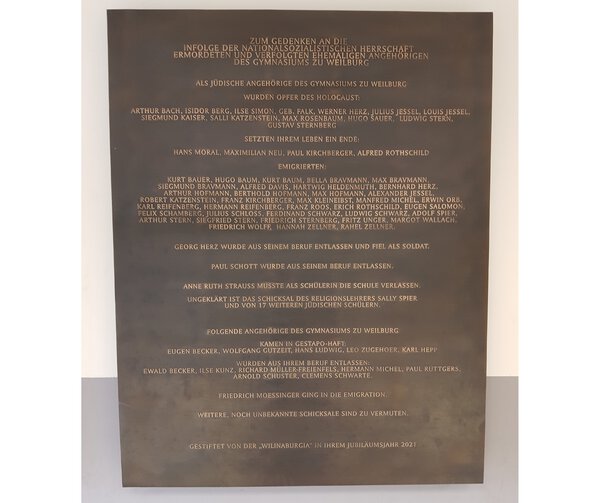 ZUM GEDENKEN AN DIE
INFOLGE DER NATIONALSOZIALISTISCHEN HERRSCHAFT
ERMORDETEN UND VERFOLGTEN EHEMALIGEN ANGEHÖRIGEN
DES GYMNASIUMS ZU WEILBURG
ALS JÜDISCHE ANGEHÖRIGE DES GYMNASIUMS ZU WEILBURG
WURDEN OPFER DES HOLOCAUST:
ARTHUR BACH, ISIDOR BERG, ILSE SIMON, GEB. FALK, WERNER HERZ, JULIUS JESSEL, LOUIS JESSEL,
SIEGMUND KAISER, SALLI KATZENSTEIN, MAX ROSENBAUM, HUGO SAUER, LUDWIG STERN,
GUSTAV STERNBERG
SETZTEN IHREM LEBEN EIN ENDE:
HANS MORAL, MAXIMILIAN NEU, PAUL KIRCHBERGER, ALFRED ROTHSCHILD
EMIGRIERTEN:
KURT BAUER, HUGO BAUM, KURT BAUM, BELLA BRAVMANN, MAX BRAVMANN,
SIEGMUND BRAVMANN, ALFRED DAVIS, HARTWIG HELDENMUTH, BERNHARD HERZ,
ARTHUR HOFMANN, BERTHOLD HOFMANN, MAX HOFMANN, ALEXANDER JESSEL,
ROBERT KATZENSTEIN, FRANZ KIRCHBERGER, MAX KLEINEIBST, MANFRED MICHEL, ERWIN ORB,
KARL REIFENBERG, HERMANN REIFENBERG, FRANZ ROOS, ERICH ROTHSCHILD, EUGEN SALOMON,
FELIX SCHAMBERG, JULIUS SCHLOSS, FERDINAND SCHWARZ, LUDWIG SCHWARZ, ADOLF SPIER,
ARTHUR STERN, SIEGFRIED STERN, FRIEDRICH STERNBERG, FRITZ UNGER, MARGOT WALLACH,
FRIEDRICH WOLFF, HANNAH ZELLNER, RAHEL ZELLNER.
GEORG HERZ WURDE AUS SEINEM BERUF ENTLASSEN UND FIEL ALS SOLDAT.
PAUL SCHOTT WURDE AUS SEINEM BERUF ENTLASSEN.
ANNE RUTH STRAUSS MUSSTE ALS SCHÜLERIN DIE SCHULE VERLASSEN.
UNGEKLÄRT IST DAS SCHICKSAL DES RELIGIONSLEHRERS SALLY SPIER
UND VON 17 WEITEREN JÜDISCHEN SCHÜLERN.
FOLGENDE ANGEHÖRIGE DES GYMNASIUMS ZU WEILBURG
KAMEN IN GESTAPO-HAFT:
EUGEN BECKER, WOLFGANG GUTZEIT, HANS LUDWIG, LEO ZUGEHOER, KARL HEPP
WURDEN AUS IHREM BERUF ENTLASSEN:
EWALD BECKER, ILSE KUNZ, RICHARD MÜLLER-FREIENFELS, HERMANN MICHEL, PAUL RÜTTGERS,
ARNOLD SCHUSTER, CLEMENS SCHWARTE.
FRIEDRICH MOESSINGER GING IN DIE EMIGRATION.
WEITERE, NOCH UNBEKANNTE SCHICKSALE SIND ZU VERMUTEN.
GESTIFTET VON DER „WILINABURGIA" IN IHREM JUBILÄUMSJAHR 2021